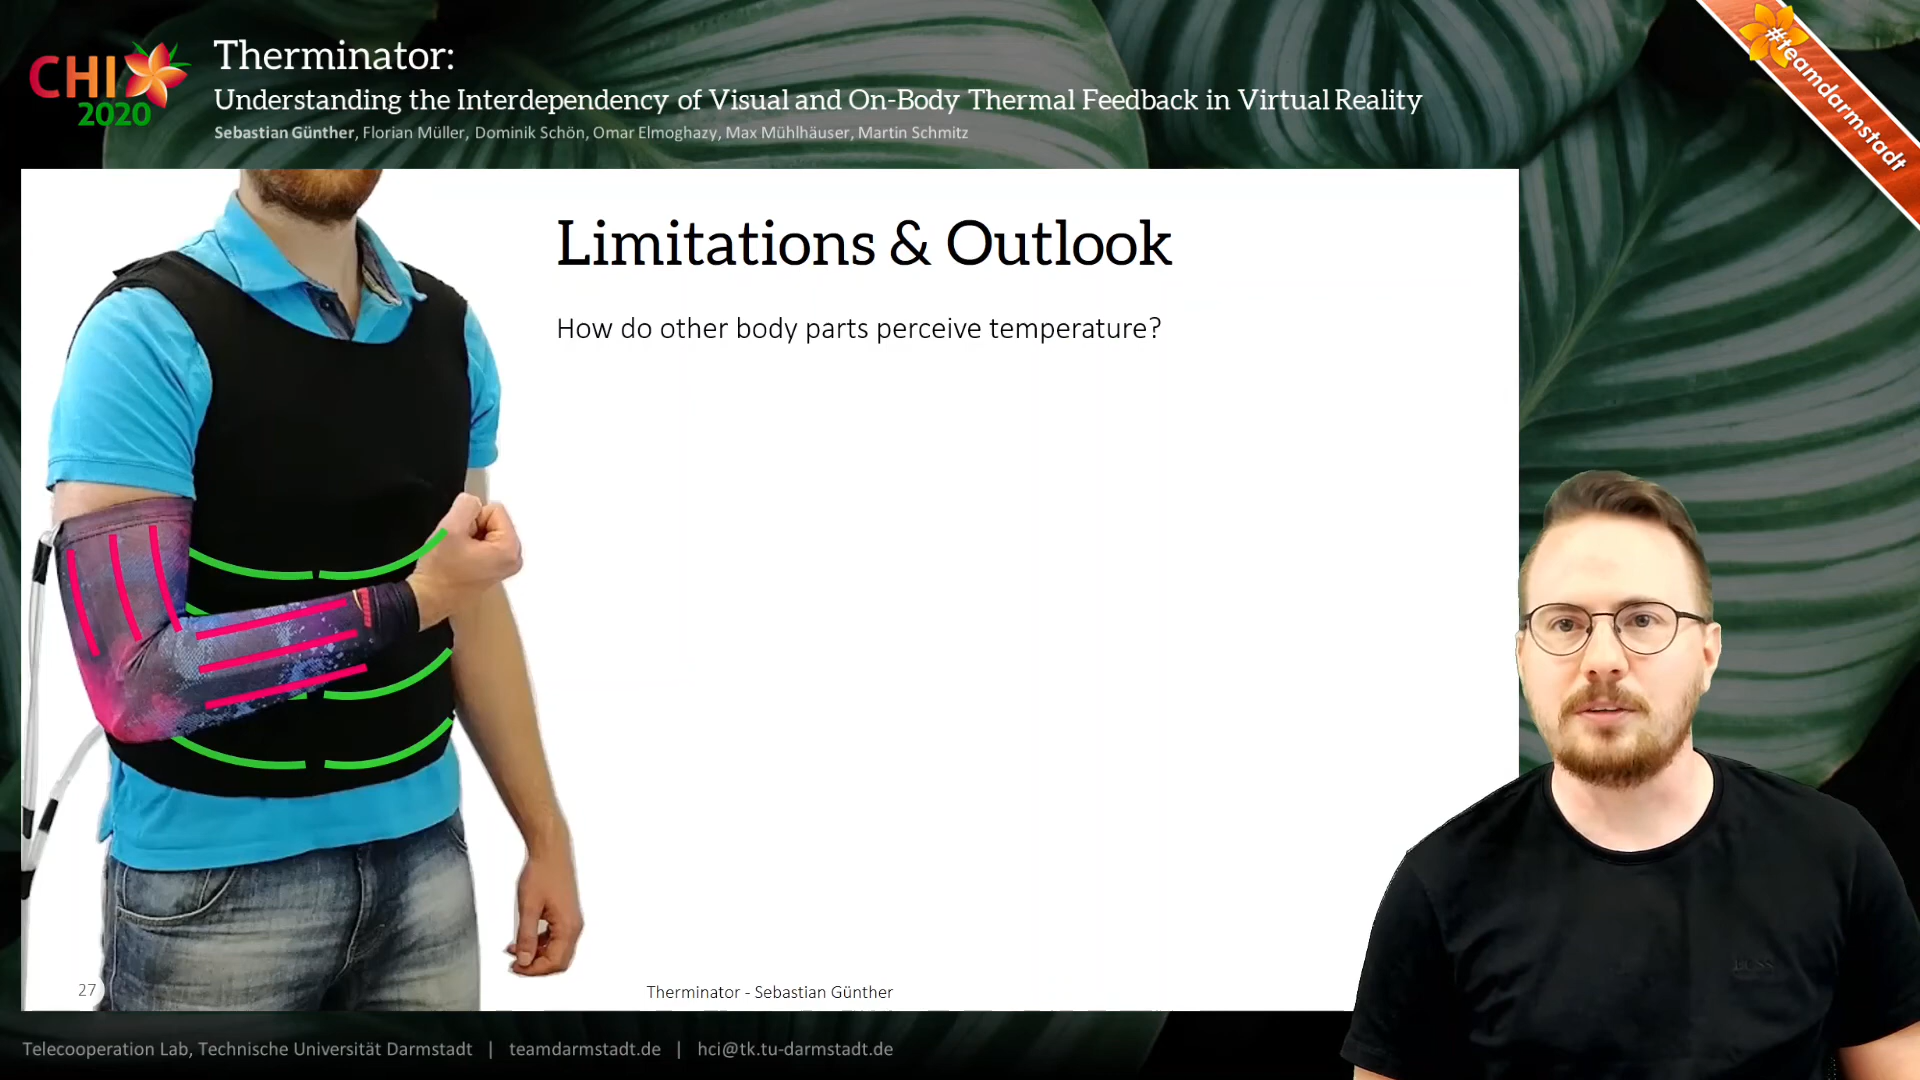 CHI
2020
Therminator:
Understanding the Interdependency of Visual and On-Body Thermal Feedback in Virtual Reality
Sebastian Günther, Florian Müller, Dominik Schön, Omar Elmoghazy, Max Mühlhäuser, Martin Schmitz
#teamdarmstadt
Limitations & Outlook
How do other body parts perceive temperature?
27
Therminator - Sebastian Günther
Telecooperation Lab, Technische Universität Darmstadt | teamdarmstadt.de | hci@tk.tu-darmstadt.de